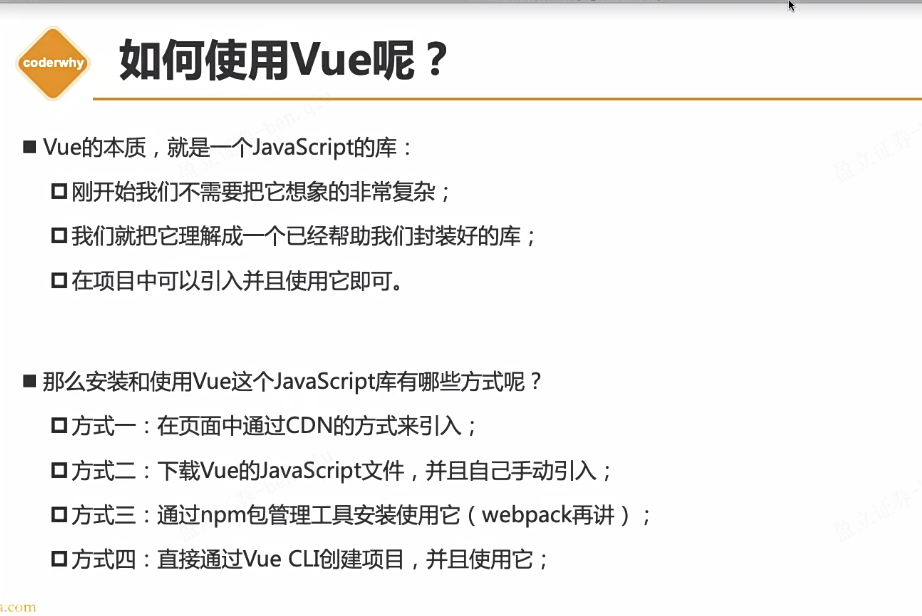 coderwhy
如何使用Vue呢？
Vue的本质，就是一个JavaScript的库：
刚开始我们不需要把它想象的非常复杂；
我们就把它理解成一个已经帮助我们封装好的库；
在项目中可以引入并且使用它即可。
那么安装和使用Vue这个JavaScript库有哪些方式呢？
方式一：在页面中通过CDN的方式来引入；
方式二：下载Vue的JavaScript文件，并且自己手动引入；
方式三：通过npm包管理工具安装使用它（webpack再讲）；
方式四：直接通过Vue CLI创建项目，并且使用它；
a.com